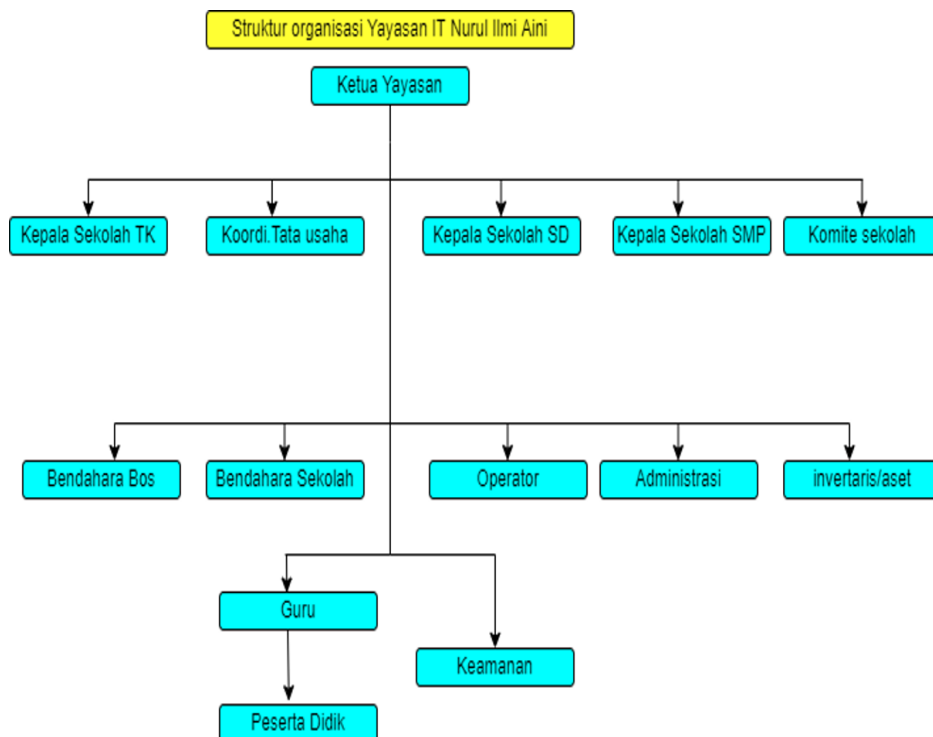 Struktur organisasi Yayasan IT Nurul Ilmi Aini
Ketua Yayasan
Kepala Sekolah TK
Koordi.Tata usaha
Kepala Sekolah SD
Kepala Sekolah SMP
Komite sekolah
Bendahara Bos
Bendahara Sekolah
Operator
Administrasi
invertaris/aset
Guru
Keamanan
Peserta Didik